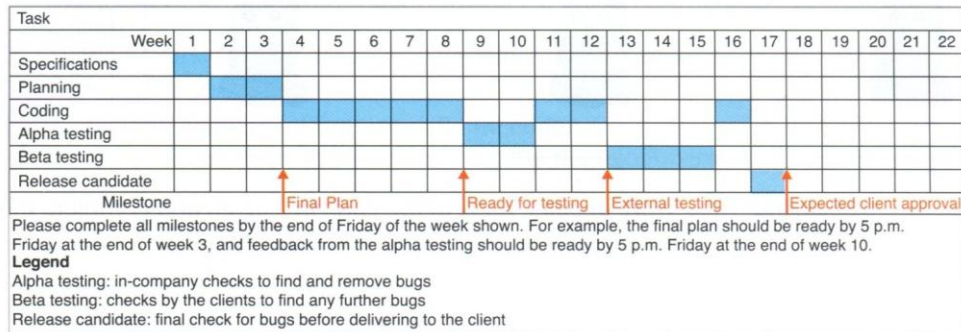 Task
Week 1 2 3 4 5 6 7 8 9 10 11 12 13 14 15 16 17 18 19 20 21 22
Specifications
Planning
Coding
Alpha testing
Beta testing
Release candidate
Milestone Final Plan Ready for testing External testing Expected client approval
Please complete all milestones by the end of Friday of the week shown. For example, the final plan should be ready by 5 p.m.
Friday at the end of week 3, and feedback from the alpha testing should be ready by 5 p.m. Friday at the end of week 10.
Legend
Alpha testing: in-company checks to find and remove bugs
Beta testing: checks by the clients to find any further bugs
Release candidate: final check for bugs before delivering to the client